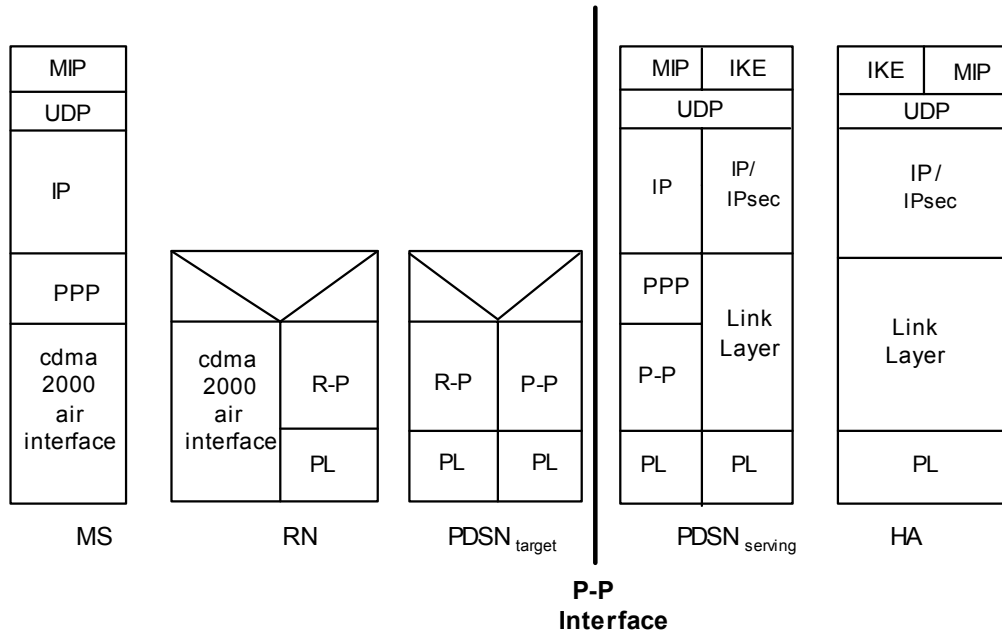 MIP
UDP
IP
PPP
cdma
2000
air
interface
MS
cdma
2000
air
interface
R-P
PL
RN
R-P
P-P
PL
PL
PDSN target
P-P
Interface
MIP
IKE
UDP
IP
IP/
IPsec
PPP
P-P
Link
Layer
PL
PL
PDSN serving
IKE
MIP
UDP
IP/
IPsec
Link
Layer
PL
HA